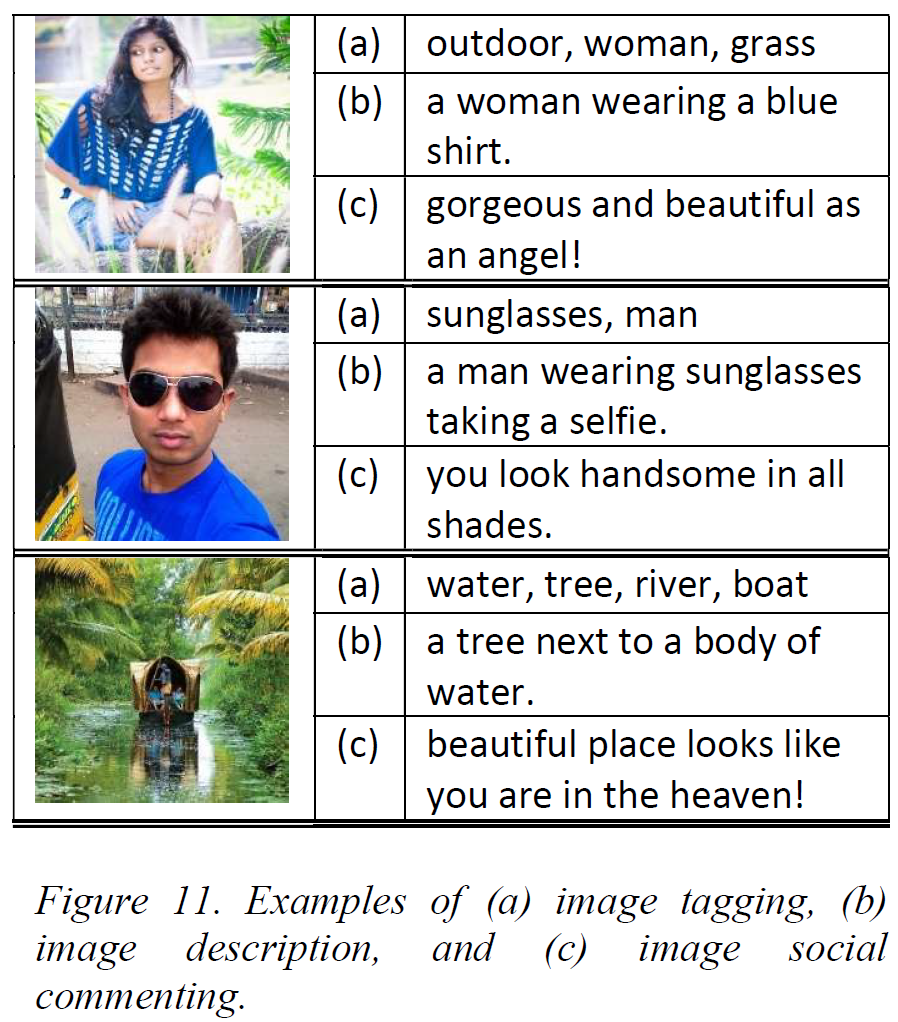 (a) outdoor, woman, grass
(b) a woman wearing a blue
shirt.
(c) gorgeous and beautiful as
an angel!
(a) sunglasses, man
(b) a man wearing sunglasses
taking a selfie.
(c) you look handsome in all
shades.
(a) water, tree, river, boat
(b) a tree next to a body of
water.
(c) beautiful place looks like
you are in the heaven!
Figure 11. Examples of (a) image tagging, (b)
image description, and (c) image social
commenting.